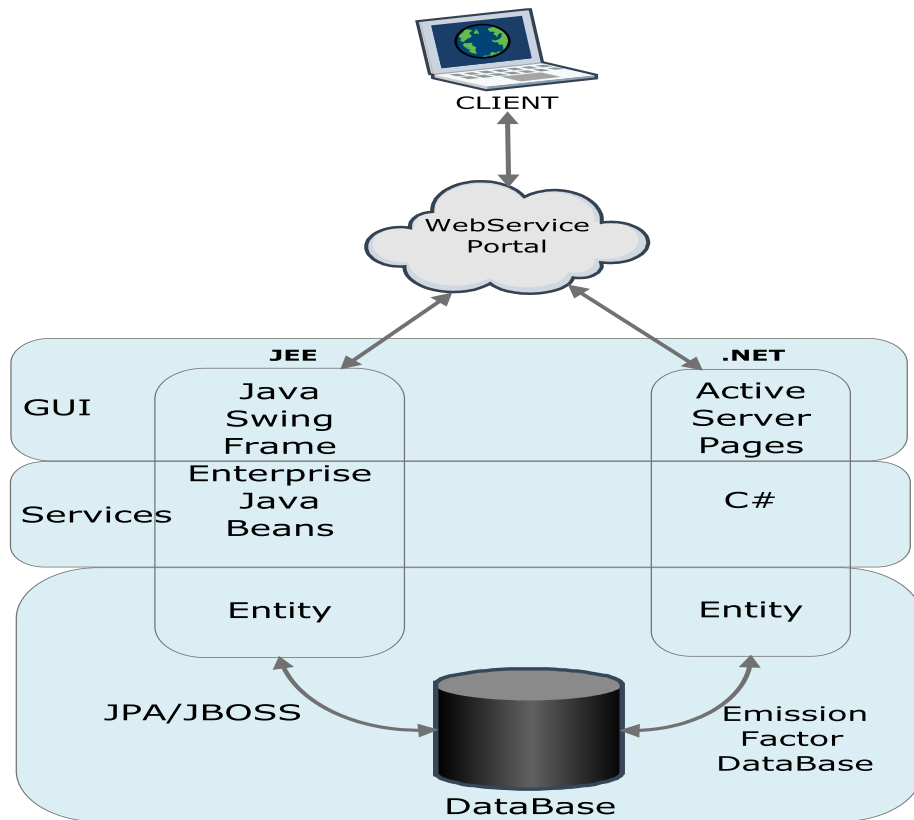 CLIENT
WebService
Portal
JEE
.NET
GUI
Java
Swing
Frame
Active
Server
Pages
Services
Enterprise
Java
Beans
C#
Entity
Entity
JPA/JBOSS
Emission
Factor
DataBase
DataBase